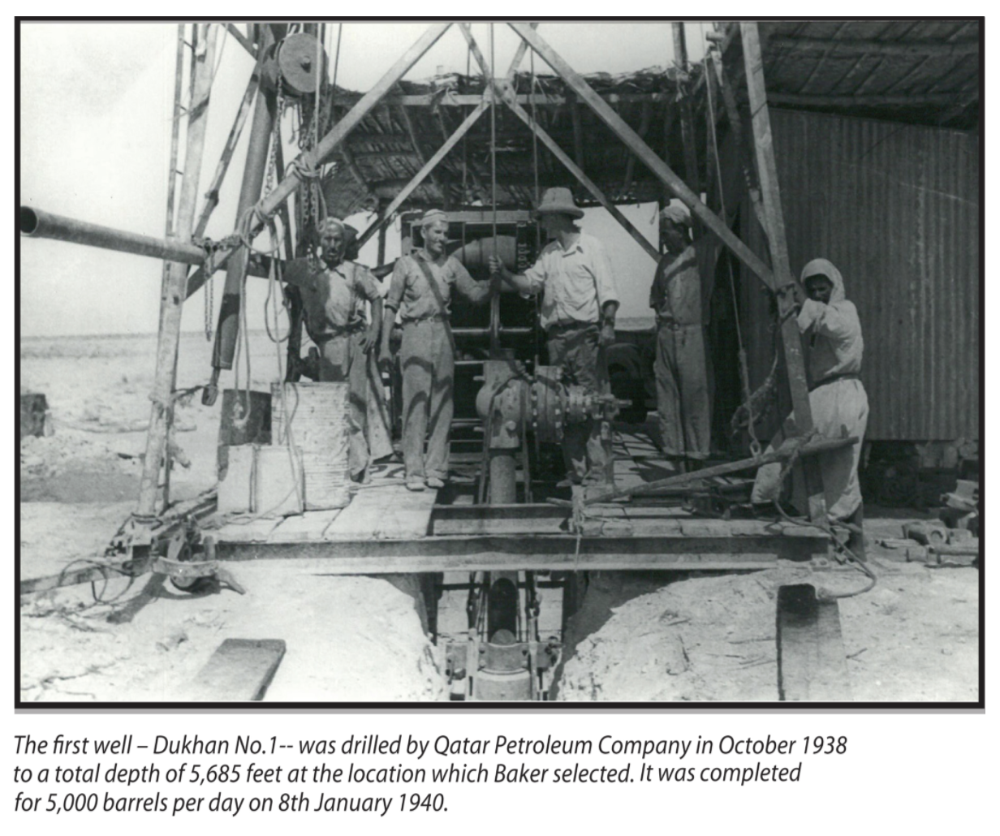 The first well – Dukhan No.1-- was drilled by Qatar Petroleum Company in October 1938
to a total depth of 5,685 feet at the location which Baker selected. It was completed
for 5,000 barrels per day on 8th January 1940.